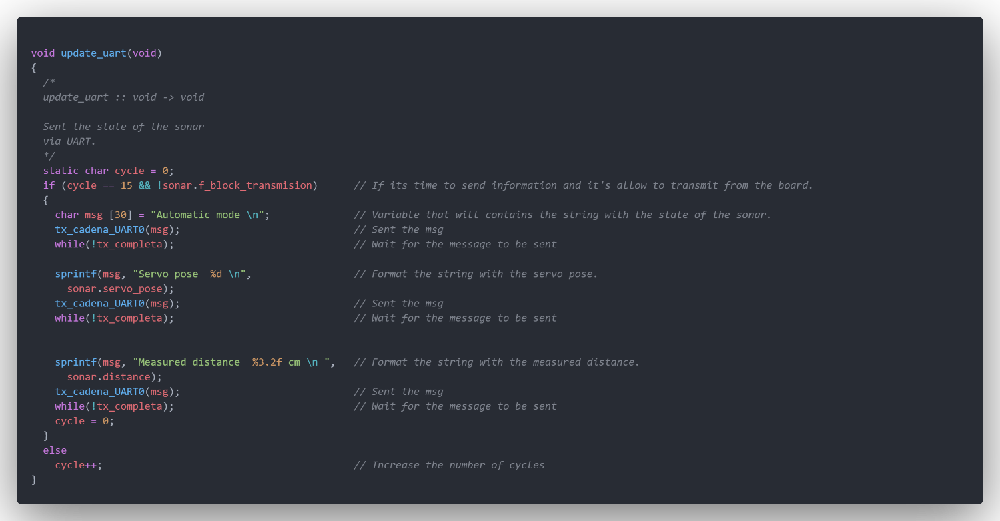 void update_uart(void)
{
  /*
  update_uart :: void -> void

  Sent the state of the sonar
  via UART.
  */
  static char cycle = 0;
  if (cycle == 15 && !sonar.f_block_transmision)      // If its time to send information and it's allow to transmit from the board.
  {
    char msg [30] = "Automatic mode \n";              // Variable that will contains the string with the state of the sonar.
    tx_cadena_UART0(msg);                             // Sent the msg
    while(!tx_completa);                              // Wait for the message to be sent

    sprintf(msg, "Servo pose  %d \n",                 // Format the string with the servo pose.
      sonar.servo_pose);
    tx_cadena_UART0(msg);                             // Sent the msg
    while(!tx_completa);                              // Wait for the message to be sent


    sprintf(msg, "Measured distance  %3.2f cm \n ",   // Format the string with the measured distance.
      sonar.distance);
    tx_cadena_UART0(msg);                             // Sent the msg
    while(!tx_completa);                              // Wait for the message to be sent
    cycle = 0;
  }
  else
    cycle++;                                          // Increase the number of cycles
}